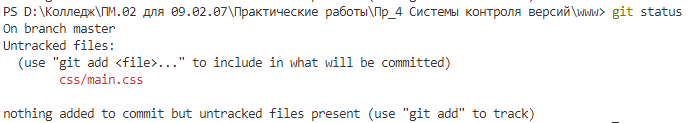 PS D:\Колледж\ПМ.02 для 09.02.07\Практические работы\Пр_4 Системы контроля версий\www> git status
On branch master
Untracked files:
  (use "git add <file>..." to include in what will be committed)
        css/main.css

nothing added to commit but untracked files present (use "git add" to track)